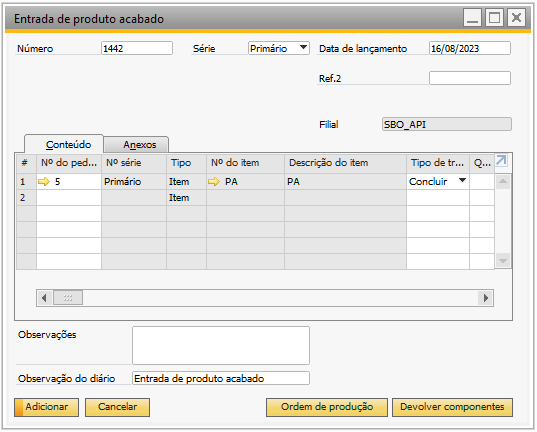 Entrada de produto acabado
Número 1442 Série Primário Data de lançamento 16/08/2023
Ref.2
Filial SBO_API
Conteúdo Anexos
# Nº do ped... Nº série Tipo Nº do item Descrição do item Tipo de tr... Q...
1 5 Primário Item PA PA Concluir
2 Item
Observações
Observação do diário Entrada de produto acabado
Adicionar Cancelar Ordem de produção Devolver componentes